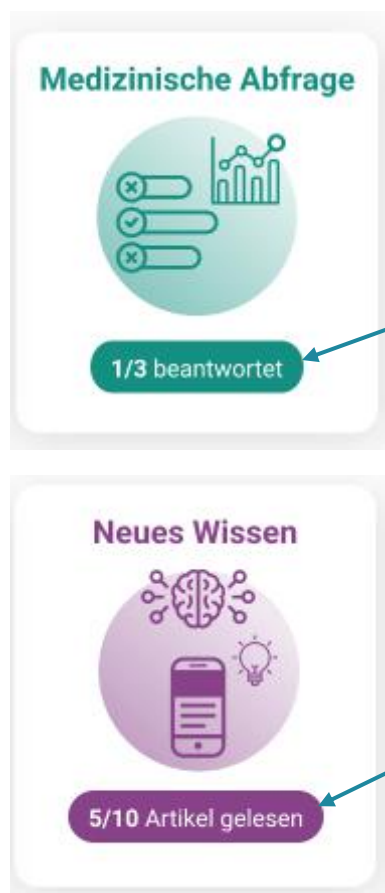 Medizinische Abfrage
1/3 beantwortet
Neues Wissen
5/10 Artikel gelesen